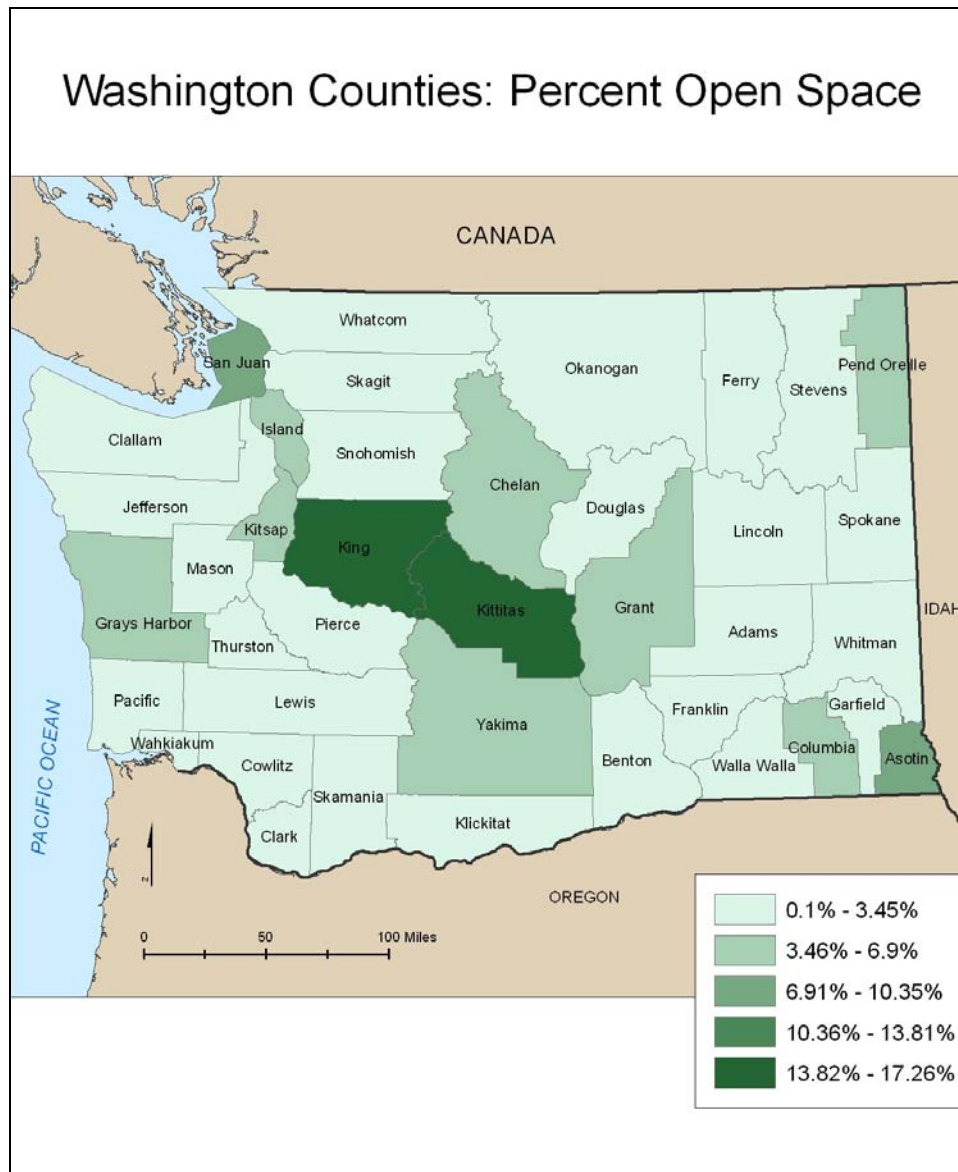 Washington Counties: Percent Open Space
CANADA
Whatcom
San Juan
Skagit
Okanogan
Ferry
Stevens
Pend Oreille
Clallam
Island
Snohomish
Chelan
Jefferson
Kitsap
King
Douglas
Lincoln
Spokane
Mason
Grays Harbor
Kittitas
Grant
IDAH
Pierce
Thurston
Adams
Whitman
Pacific
Lewis
Yakima
Franklin
Garfield
Wahkiakum
Cowlitz
Benton
Walla Walla
Columbia
Asotin
Skamania
Clark
Klickitat
PACIFIC OCEAN
z
OREGON
0 50 100 Miles
0.1% - 3.45%
3.46% - 6.9%
6.91% - 10.35%
10.36% - 13.81%
13.82% - 17.26%